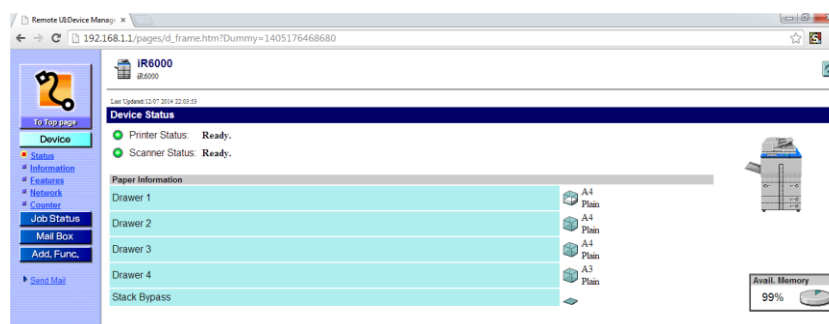 Remote UI:Device Manag
192.168.1.1/pages/d_frame.htm?Dummy=1405176468680
S
iR6000
iR6000
To Top page
Last Updated:12/07 2014 22:03:53
Device Status
Device
Printer Status: Ready.
Scanner Status: Ready.
Status
Information
Features
Network
Counter
Job Status
Mail Box
Add. Func.
Send Mail
Paper Information
Drawer 1 A4
Plain
Drawer 2 A4
Plain
Drawer 3 A4
Plain
Drawer 4 A3
Plain
Stack Bypass
Avail. Memory
99%